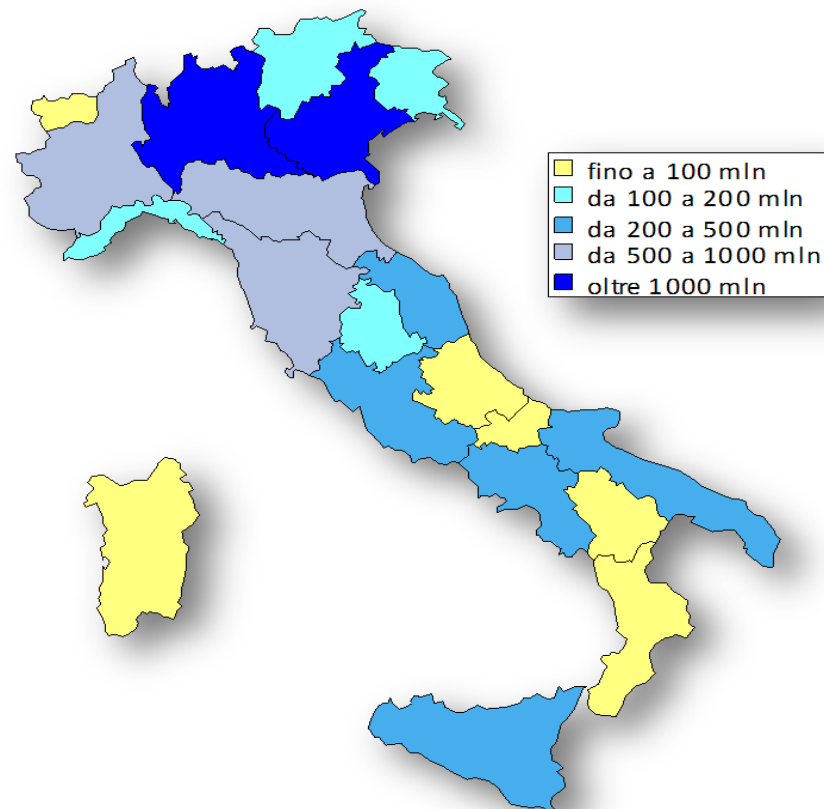 fino a 100 mln
da 100 a 200 mln
da 200 a 500 mln
da 500 a 1000 mln
oltre 1000 mln